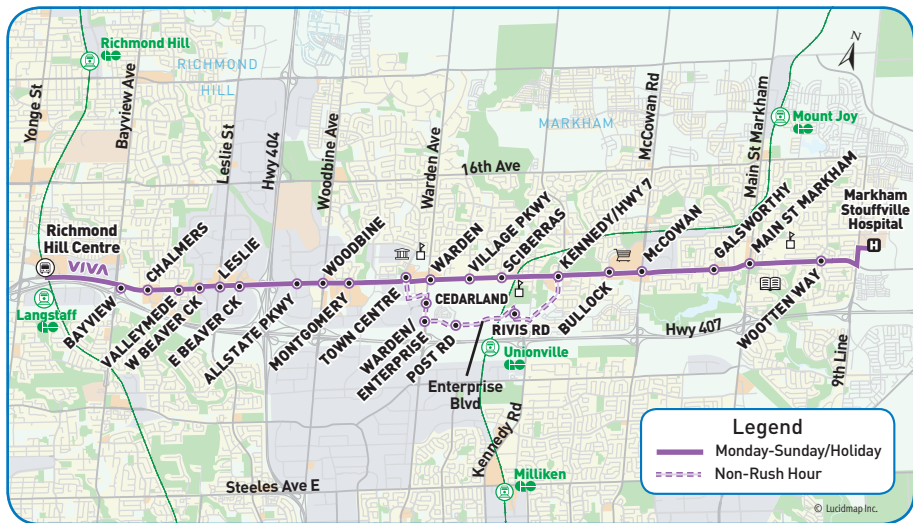 Richmond Hill
RICHMOND
HILL
Yonge St
Bayview Ave
Leslie St
Hwy 404
Woodbine Ave
Warden Ave
16th Ave
MARKHAM
McCowan Rd
Main St Markham
Mount Joy
N
Richmond
Hill Centre
VIVA
Langstaff
BAYVIEW
CHALMERS
VALLEYMEDE
W BEAVER CK
LESLIE
E BEAVER CK
ALLSTATE PKWY
WOODBINE
MONTGOMERY
TOWN CENTRE
WARDEN
CEDARLAND
WARDEN/
ENTERPRISE
POST RD
VILLAGE PKWY
SCIBERRAS
RIVIS RD
KENNEDY/HWY 7
BULLOCK
McCOWAN
GALSWORTHY
MAIN ST MARKHAM
WOOTTEN WAY
Markham
Stouffville
Hospital
H
Hwy 407
9th Line
Unionville
Enterprise
Blvd
Kennedy Rd
Milliken
Steeles Ave E
Legend
Monday-Sunday/Holiday
Non-Rush Hour
© Lucidmap Inc.